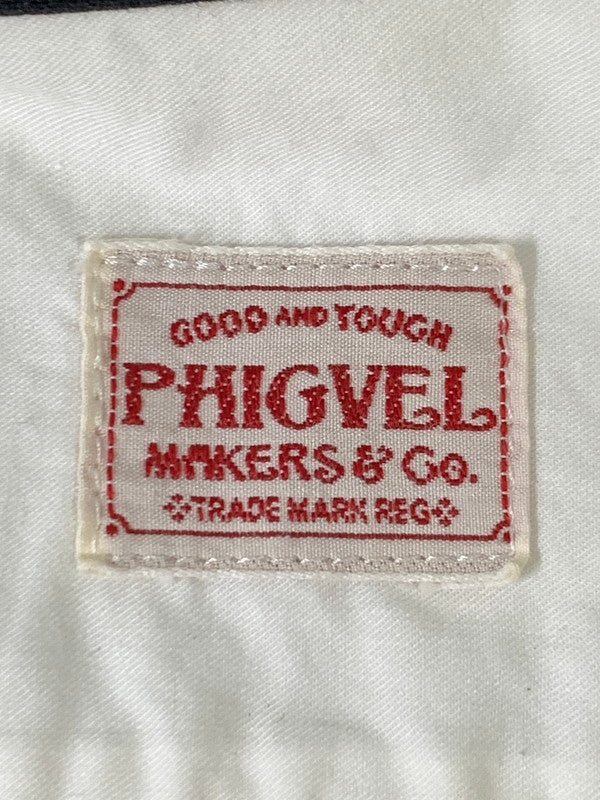 GOOD AND TOUGH
PHIGVEL
MAKERS & Co.
TRADE MARK REG